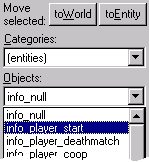 Move selected: toWorld toEntity
Categories:
(entities)
Objects:
info_null
info_null
info_player_start
info_player_deathmatch
info_player_coop